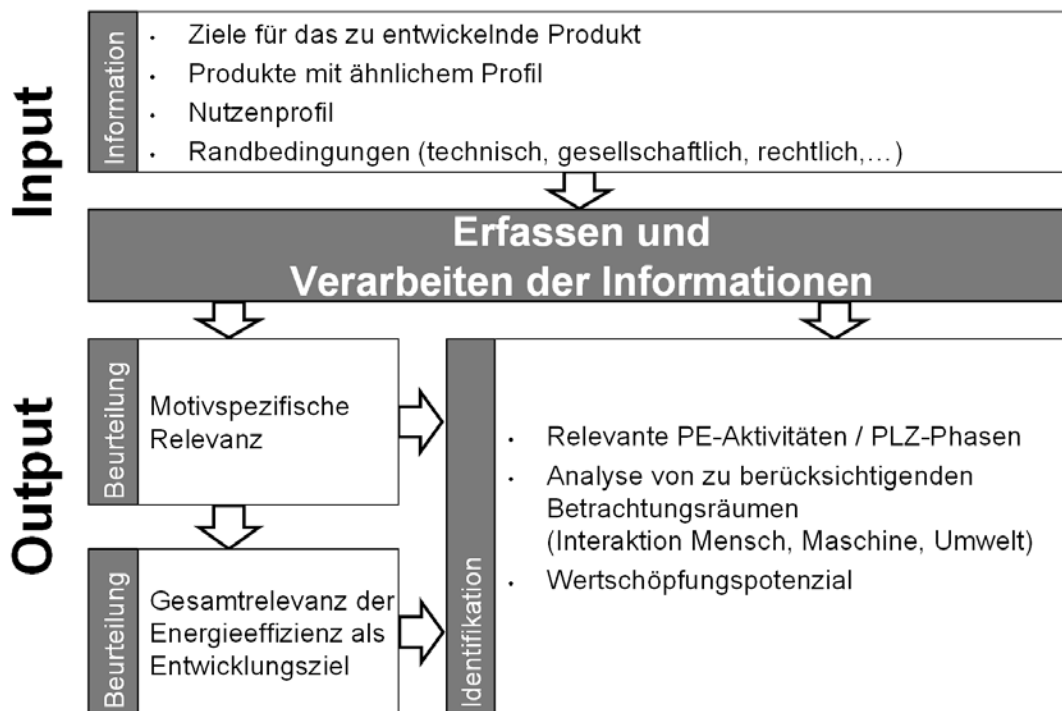 Input
Information
• Ziele für das zu entwickelnde Produkt
• Produkte mit ähnlichem Profil
• Nutzenprofil
• Randbedingungen (technisch, gesellschaftlich, rechtlich,…)
Erfassen und
Verarbeiten der Informationen
Output
Beurteilung
Motivspezifische
Relevanz
Beurteilung
Gesamtrelevanz der
Energieeffizienz als
Entwicklungsziel
Identifikation
• Relevante PE-Aktivitäten / PLZ-Phasen
• Analyse von zu berücksichtigenden
Betrachtungsräumen
(Interaktion Mensch, Maschine, Umwelt)
• Wertschöpfungspotenzial